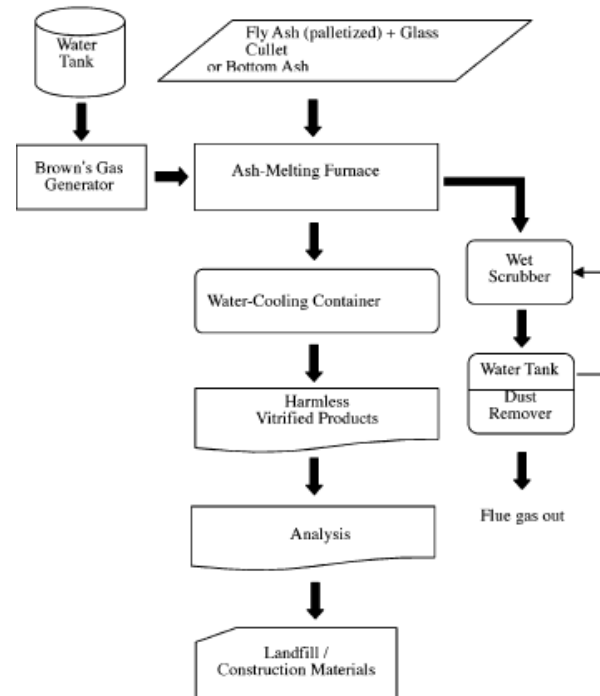 Water
Tank
Fly Ash (palletized) + Glass
Cullet
or Bottom Ash
Brown's Gas
Generator
Ash-Melting Furnace
Wet
Scrubber
Water-Cooling Container
Water Tank
Dust
Remover
Harmless
Vitrified Products
Flue gas out
Analysis
Landfill /
Construction Materials